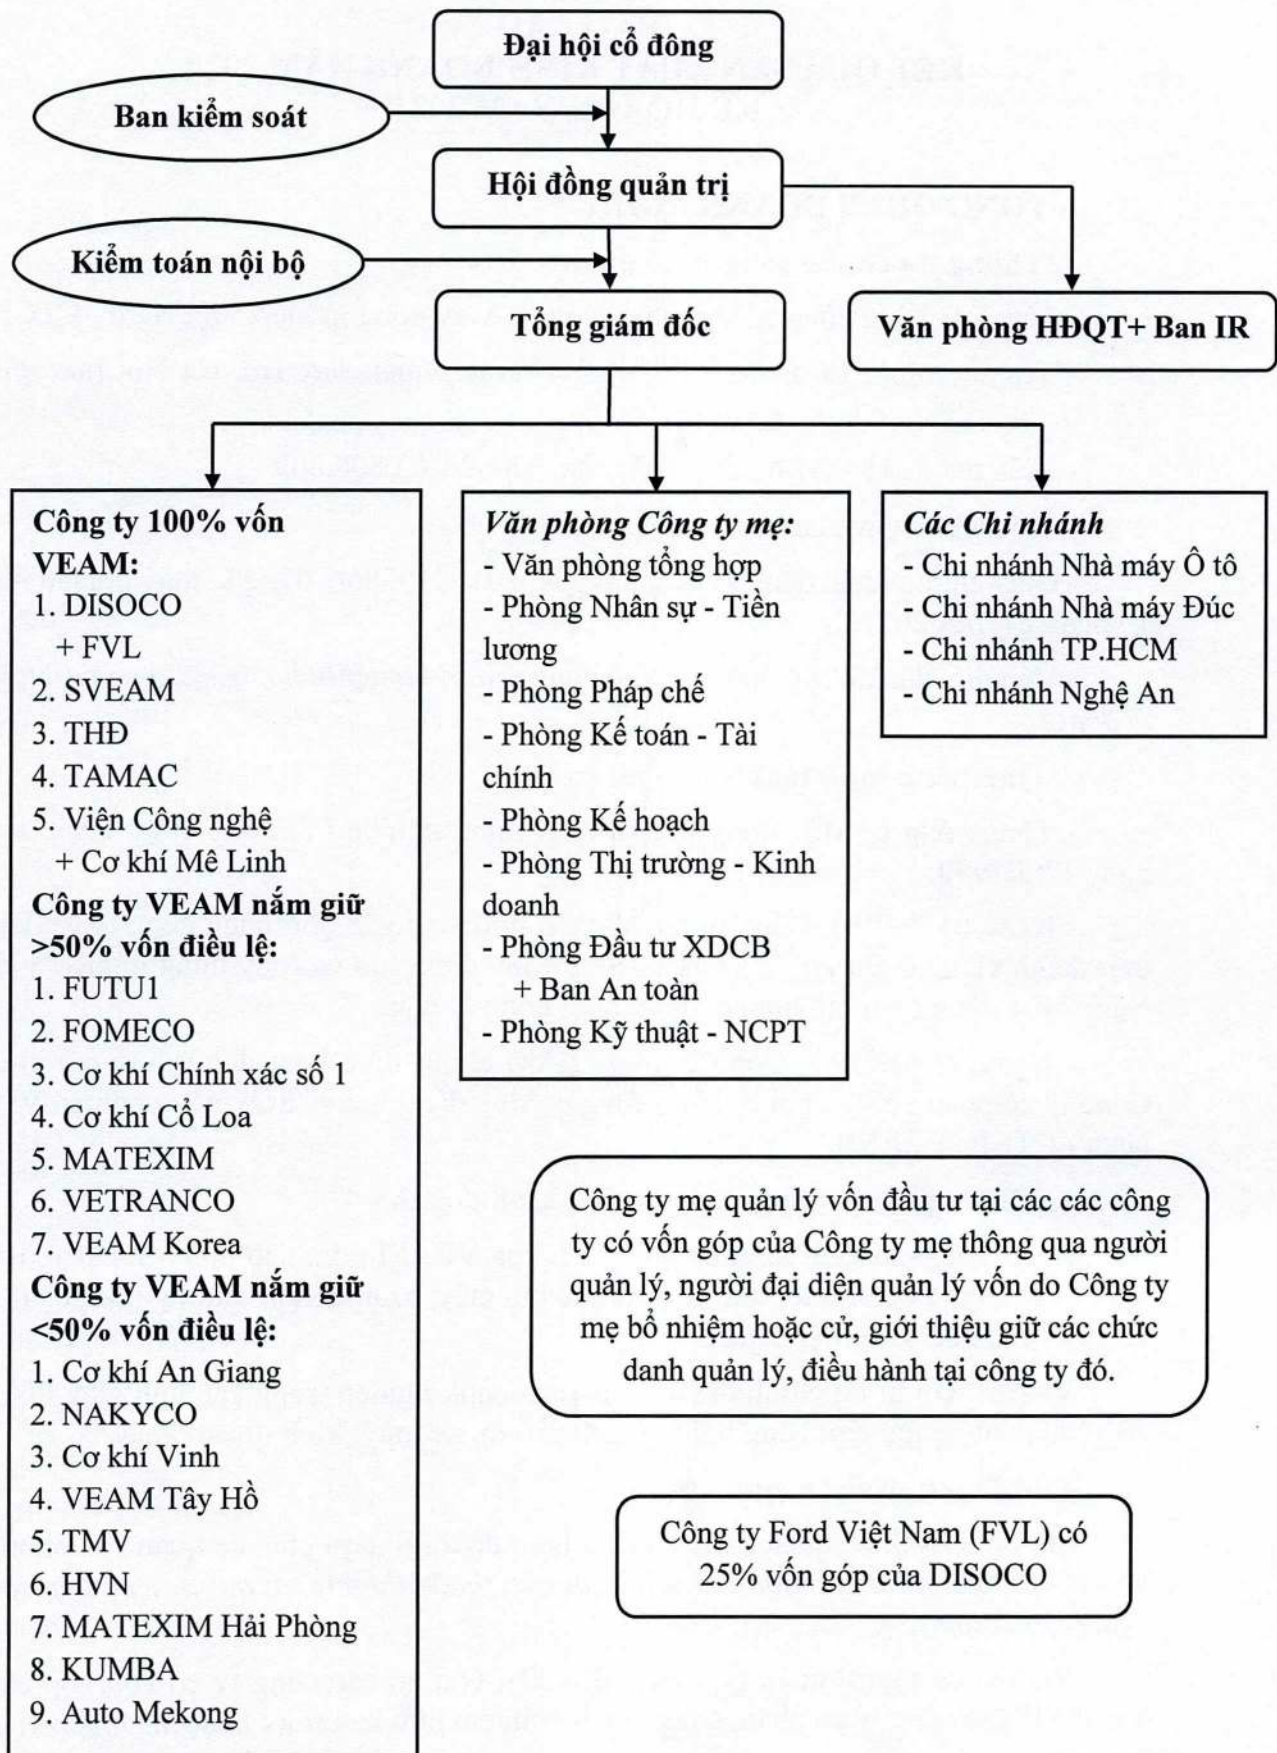 Đại hội cổ đông
Ban kiểm soát
Hội đồng quản trị
Kiểm toán nội bộ
Tổng giám đốc
Văn phòng HĐQT+ Ban IR
Công ty 100% vốn
VEAM:
1. DISOCO
+ FVL
2. SVEAM
3. THĐ
4. TAMAC
5. Viện Công nghệ
+ Cơ khí Mê Linh
Công ty VEAM nắm giữ
>50% vốn điều lệ:
1. FUTU1
2. FOMECO
3. Cơ khí Chính xác số 1
4. Cơ khí Cổ Loa
5. MATEXIM
6. VETRANCO
7. VEAM Korea
Công ty VEAM nắm giữ
<50% vốn điều lệ:
1. Cơ khí An Giang
2. NAKYCO
3. Cơ khí Vinh
4. VEAM Tây Hồ
5. TMV
6. HVN
7. MATEXIM Hải Phòng
8. KUMBA
9. Auto Mekong
Văn phòng Công ty mẹ:
- Văn phòng tổng hợp
- Phòng Nhân sự - Tiền
lương
- Phòng Pháp chế
- Phòng Kế toán - Tài
chính
- Phòng Kế hoạch
- Phòng Thị trường - Kinh
doanh
- Phòng Đầu tư XDCB
+ Ban An toàn
- Phòng Kỹ thuật - NCPT
Các Chi nhánh
- Chi nhánh Nhà máy Ô tô
- Chi nhánh Nhà máy Đúc
- Chi nhánh TP.HCM
- Chi nhánh Nghệ An
Công ty mẹ quản lý vốn đầu tư tại các các công
ty có vốn góp của Công ty mẹ thông qua người
quản lý, người đại diện quản lý vốn do Công ty
mẹ bổ nhiệm hoặc cử, giới thiệu giữ các chức
danh quản lý, điều hành tại công ty đó.
Công ty Ford Việt Nam (FVL) có
25% vốn góp của DISOCO